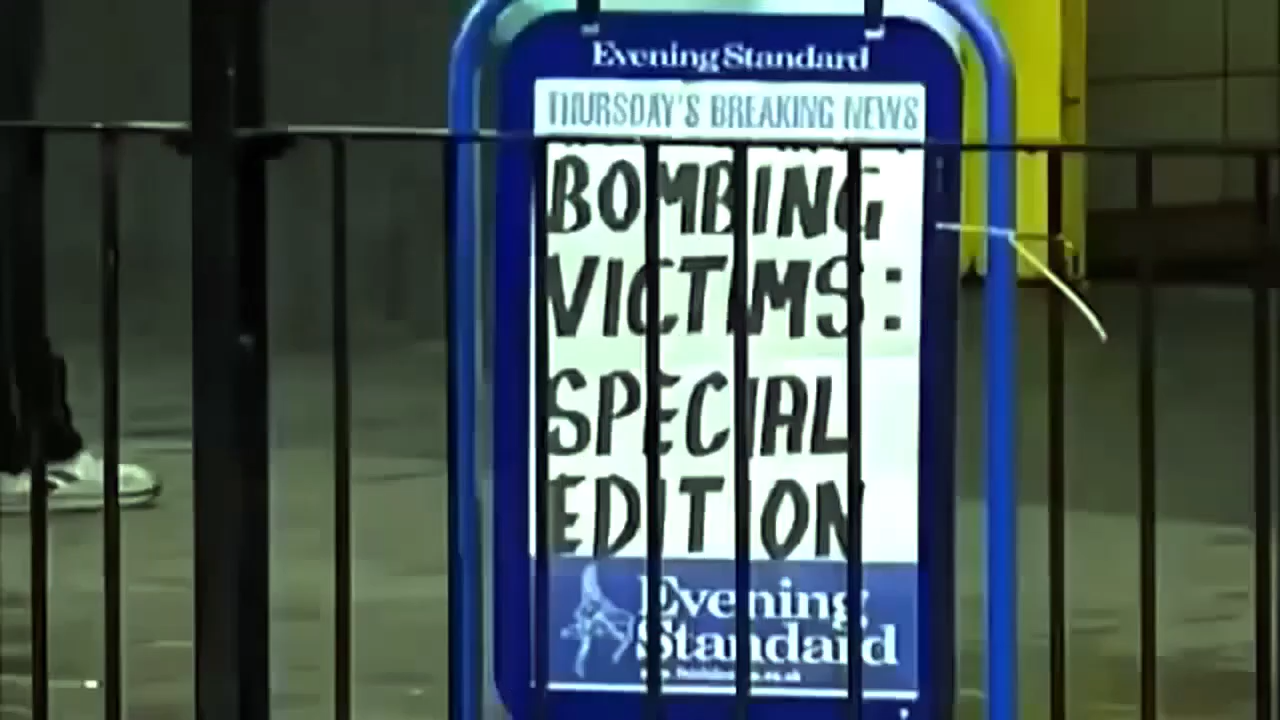 Evening Standard
THURSDAY'S BREAKING NEWS
BOMBING
VICTIMS:
SPECIAL
EDITION
Evening
Standard